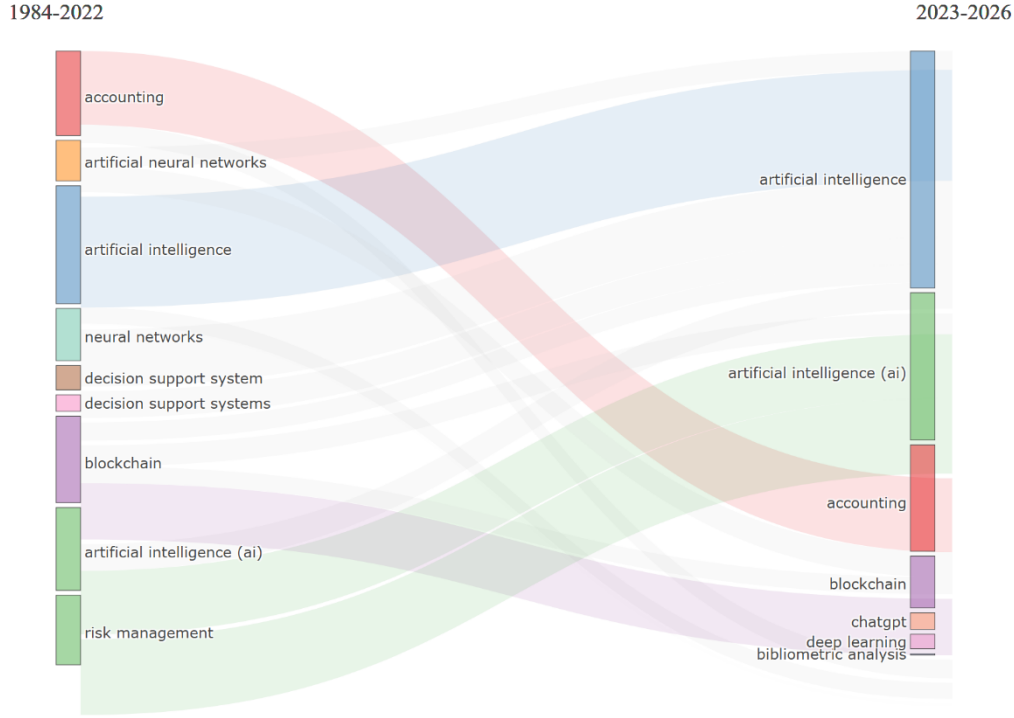 1984-2022
2023-2026
accounting
artificial neural networks
artificial intelligence
neural networks
decision support system
decision support systems
blockchain
artificial intelligence (ai)
risk management
artificial intelligence
artificial intelligence (ai)
accounting
blockchain
chatgpt
deep learning
bibliometric analysis